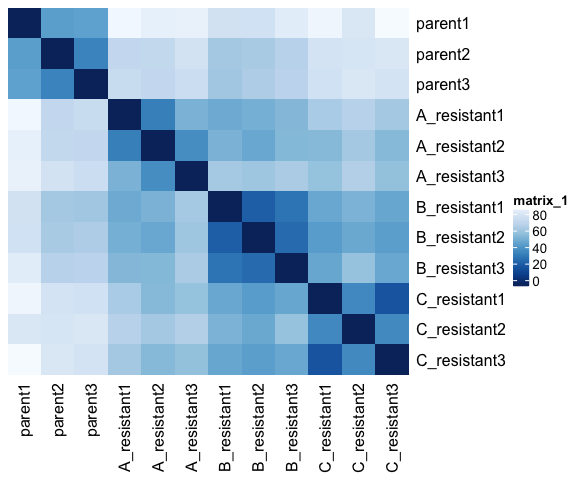 parent1
parent2
parent3
A_resistant1
A_resistant2
A_resistant3
B_resistant1
B_resistant2
B_resistant3
C_resistant1
C_resistant2
C_resistant3
matrix_1
80
60
40
20
0
parent1
parent2
parent3
A_resistant1
A_resistant2
A_resistant3
B_resistant1
B_resistant2
B_resistant3
C_resistant1
C_resistant2
C_resistant3